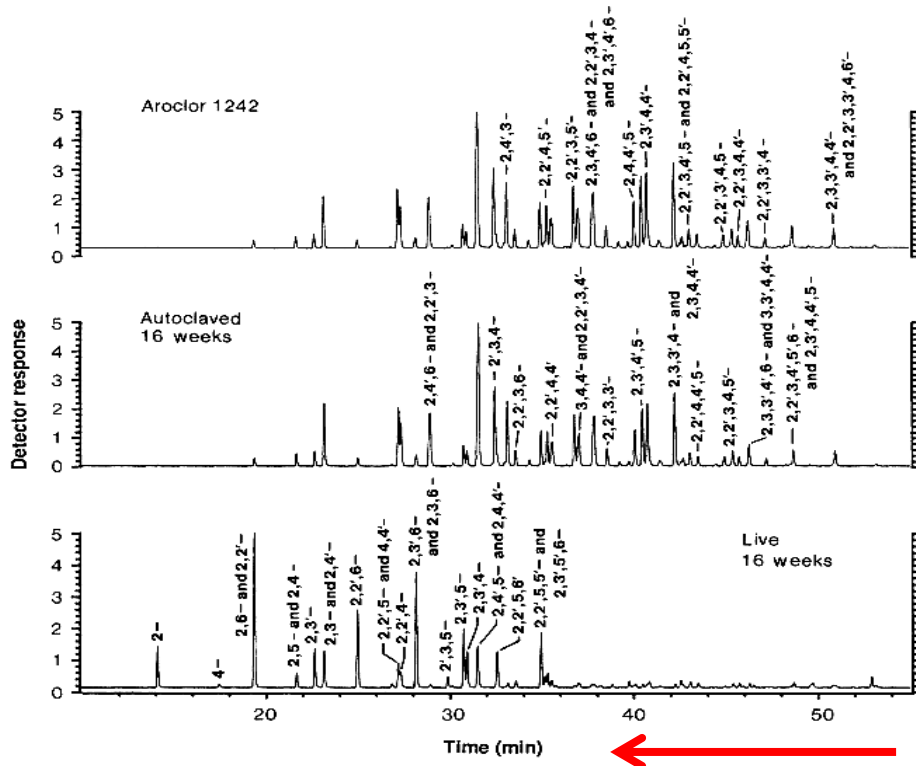 Aroclor 1242
5
4
3
2
1
0
2,4',3-
2,2',4,5'-
2,2',3,5'-
2,3,4',6- and 2,2',3,4-
and 2,3',4',6-
2,4,4',5-
2,3',4,4'-
2,2',3,4',5- and 2,2',4,5,5'-
2,2',3',4,5-
2,2',3,4,4'-
2,2',3,3',4-
2,3,3',4,4'-
and 2,2',3,3',4,6'-
Autoclaved
16 weeks
5
4
3
2
1
0
2,4',6- and 2,2',3-
2',3,4-
2,2',3,6-
2,2',4,4'
3,4,4'- and 2,2',3,4'-
2,2',3,3'-
2,3',4',5-
2,3,3',4- and
2,3,4,4'-
2,2',4,4',5-
2,2',3,4,5'-
2,3,3',4',6- and 3,3',4,4'-
2,2',3,4',5',6-
and 2,3',4,4',5-
Live
16 weeks
5
4
3
2
1
0
2-
4-
2,6- and 2,2'-
2,5- and 2,4-
2,3'-
2,3- and 2,4'-
2,2',6-
2,2',5- and 4,4'-
2,2',4-
2,3',6-
and 2,3,6-
2',3,5-
2,3',5-
2,3',4-
2,4',5- and 2,4,4'-
2,2',5,6'
2,2',5,5'- and
2,3',5',6-
Detector response
20
30
40
50
Time (min)